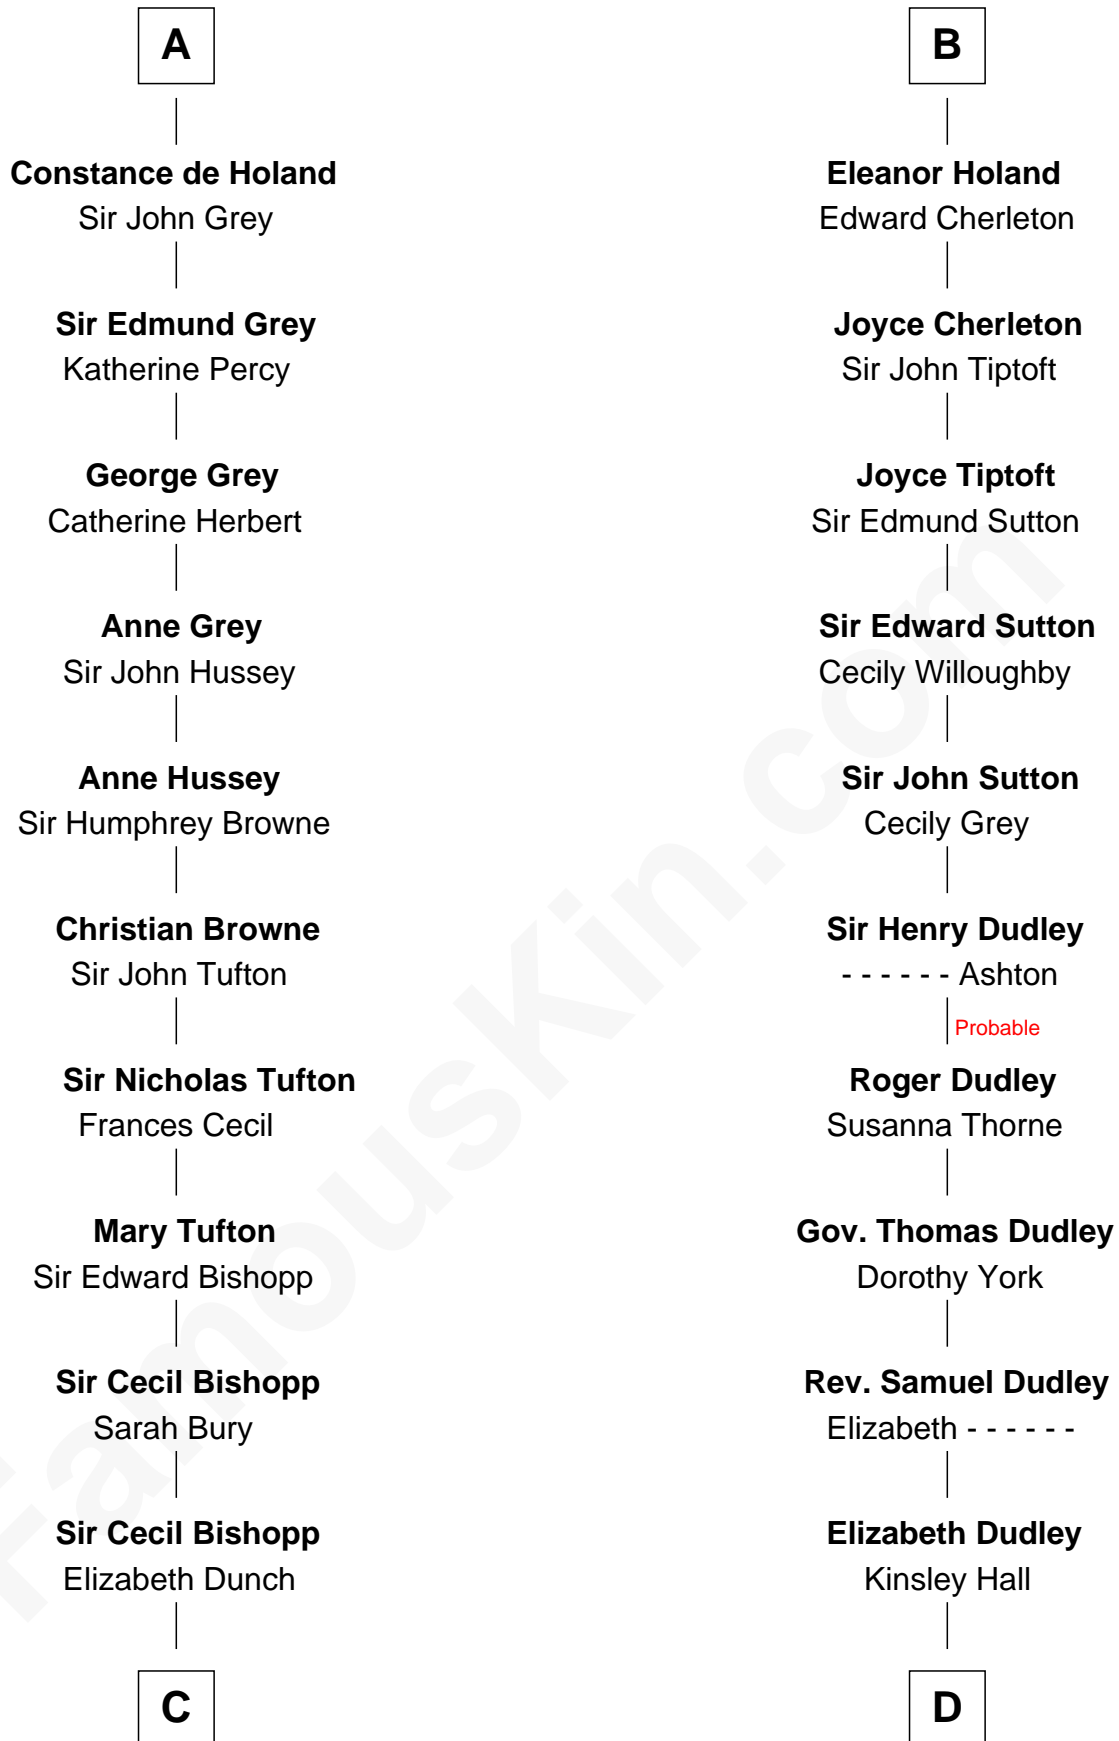 A
Constance de Holand
Sir John Grey
Sir Edmund Grey
Katherine Percy
George Grey
Catherine Herbert
Anne Grey
Sir John Hussey
Anne Hussey
Sir Humphrey Browne
Christian Browne
Sir John Tufton
Sir Nicholas Tufton
Frances Cecil
Mary Tufton
Sir Edward Bishopp
Sir Cecil Bishopp
Sarah Bury
Sir Cecil Bishopp
Elizabeth Dunch
C
B
Eleanor Holand
Edward Cherleton
Joyce Cherleton
Sir John Tiptoft
Joyce Tiptoft
Sir Edmund Sutton
Sir Edward Sutton
Cecily Willoughby
Sir John Sutton
Cecily Grey
Sir Henry Dudley
- - - - - - Ashton
Probable
Roger Dudley
Susanna Thorne
Gov. Thomas Dudley
Dorothy York
Rev. Samuel Dudley
Elizabeth - - - - - -
Elizabeth Dudley
Kinsley Hall
D
FamousKin.com